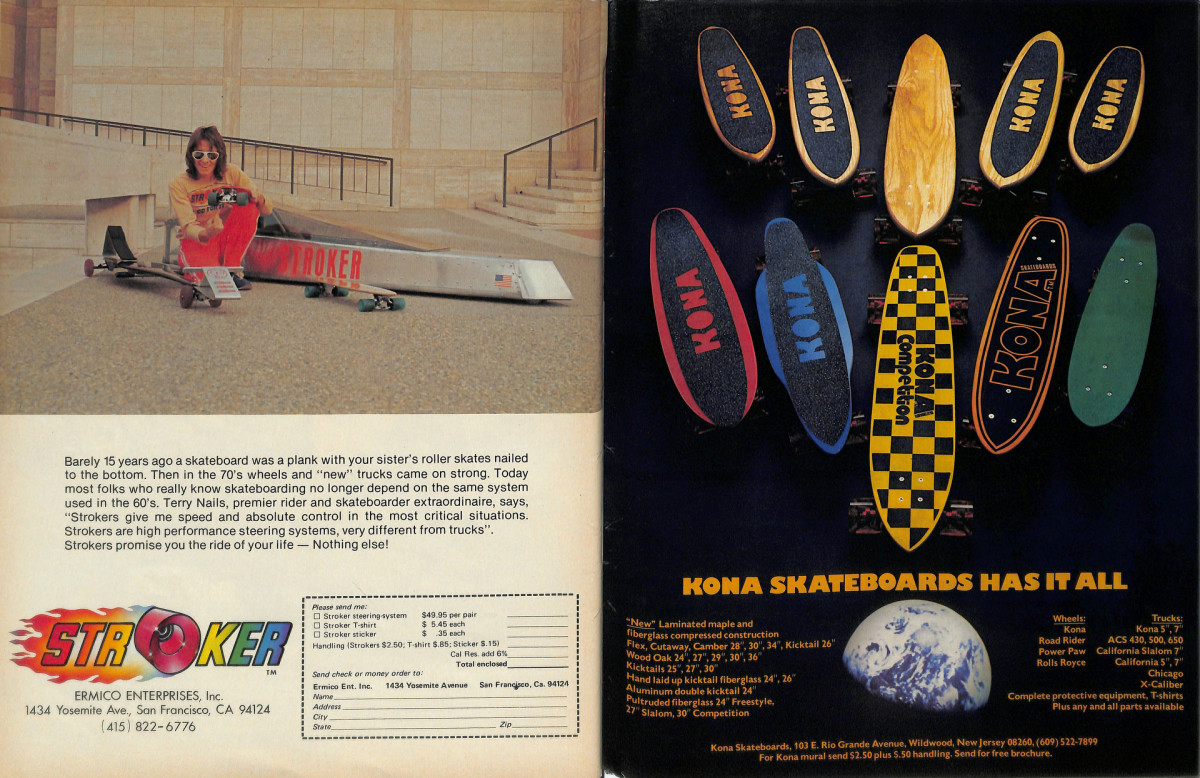 STROKER
Barely 15 years ago a skateboard was a plank with your sister's roller skates nailed
to the bottom. Then in the 70's wheels and "new" trucks came on strong. Today
most folks who really know skateboarding no longer depend on the same system
used in the 60's. Terry Nails, premier rider and skateboarder extraordinaire, says,
"Strokers give me speed and absolute control in the most critical situations.
Strokers are high performance steering systems, very different from trucks".
Strokers promise you the ride of your life — Nothing else!
STROKER
TM
ERMICO ENTERPRISES, Inc.
1434 Yosemite Ave., San Francisco, CA 94124
(415) 822-6776
Please send me:
☐ Stroker steering-system $49.95 per pair
☐ Stroker T-shirt $ 5.45 each
☐ Stroker sticker $ .35 each
Handling (Strokers $2.50; T-shirt $.85; Sticker $.15)
Cal Res. add 6%
Total enclosed
Send check or money order to:
Ermico Ent. Inc. 1434 Yosemite Avenue San Francisco, Ca. 94124
Name
Address
City
State Zip
KONA
KONA
KONA
KONA
KONA
KONA
KONA
Competition
SKATEBOARDS
KONA
TM
KONA SKATEBOARDS HAS IT ALL
"New" Laminated maple and
fiberglass compressed construction
Flex, Cutaway, Camber 28", 30", 34", Kicktail 26"
Wood Oak 24", 27", 29", 30", 36"
Kicktails 25", 27", 30"
Hand laid up kicktail fiberglass 24", 26"
Aluminum double kicktail 24"
Pultruded fiberglass 24" Freestyle,
27" Slalom, 30" Competition
Wheels:
Kona
Road Rider
Power Paw
Rolls Royce
Trucks:
Kona 5", 7"
ACS 430, 500, 650
California Slalom 7"
California 5", 7"
Chicago
X-Caliber
Complete protective equipment, T-shirts
Plus any and all parts available
Kona Skateboards, 103 E. Rio Grande Avenue, Wildwood, New Jersey 08260, (609) 522-7899
For Kona mural send $2.50 plus $.50 handling. Send for free brochure.